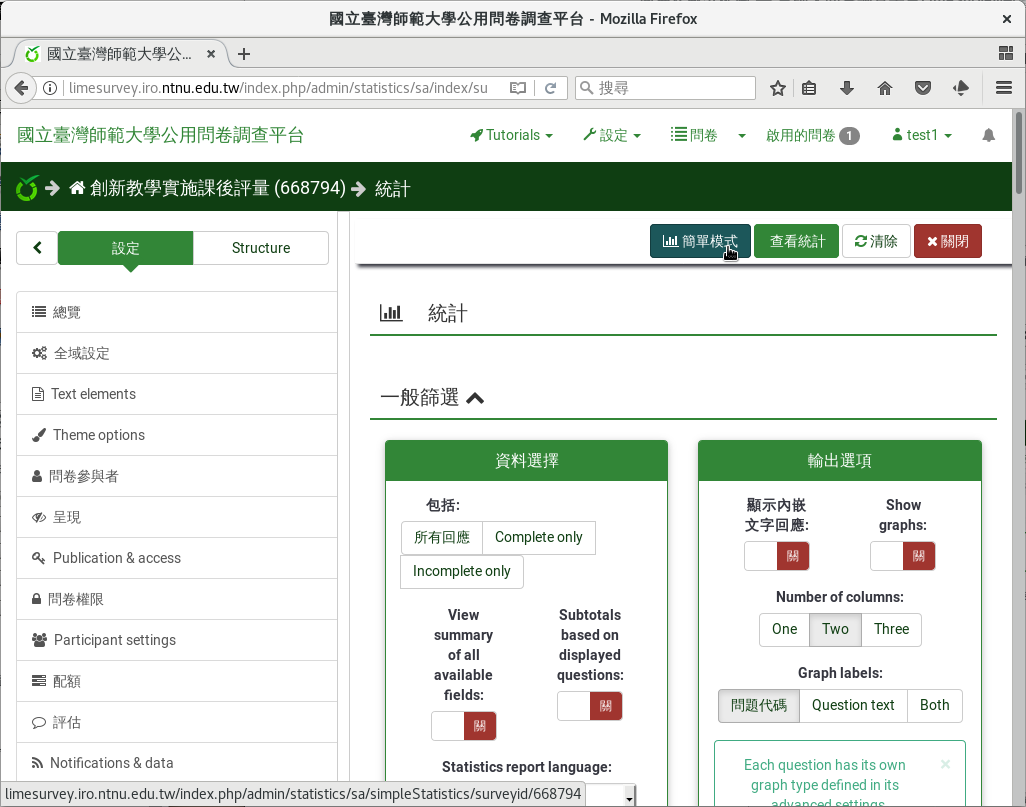 國立臺灣師範大學公用問卷調查平台 - Mozilla Firefox
國立臺灣師範大學公...
limesurvey.iro.ntnu.edu.tw/index.php/admin/statistics/sa/index/su
搜尋
國立臺灣師範大學公用問卷調查平台
Tutorials
設定
問卷
啟用的問卷 1
test1
創新教學實施課後評量 (668794)
統計
設定
Structure
簡單模式
查看統計
清除
關閉
總覽
全域設定
Text elements
Theme options
問卷參與者
呈現
Publication & access
問卷權限
Participant settings
配額
評估
Notifications & data
統計
一般篩選
資料選擇
包括:
所有回應
Complete only
Incomplete only
View
summary
of all
available
fields:
關
Subtotals
based on
displayed
questions:
關
Statistics report language:
輸出選項
顯示內嵌
文字回應:
關
Show
graphs:
關
Number of columns:
One
Two
Three
Graph labels:
問題代碼
Question text
Both
Each question has its own
graph type defined in its
advanced settings
limesurvey.iro.ntnu.edu.tw/index.php/admin/statistics/sa/simpleStatistics/surveyid/668794